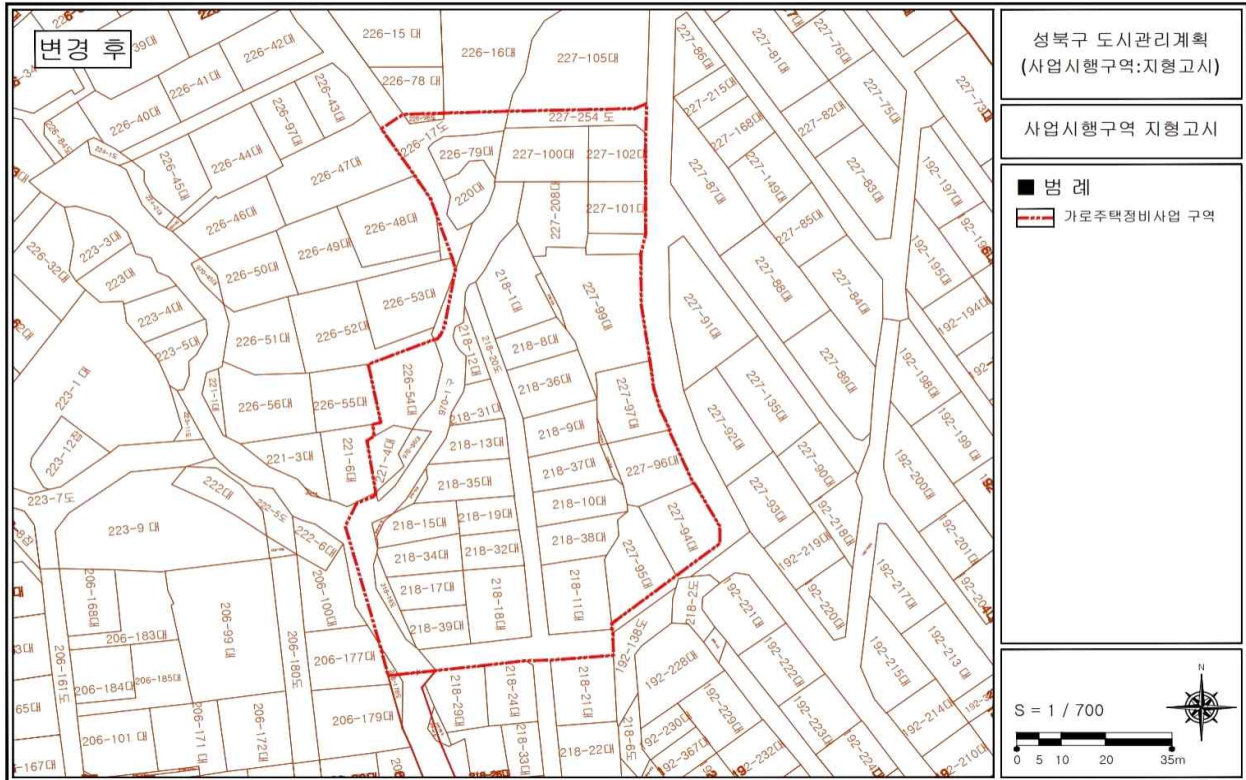 변경 후
성북구 도시관리계획
(사업시행구역:지형고시)
사업시행구역 지형고시
■ 범 례
가로주택정비사업 구역
N
S = 1 / 700
0 5 10 20 35m
226-15 대
226-16대
227-105대
226-42대
226-41대
226-40대
226-43대
226-97대
226-44대
226-45대
226-47대
226-46대
226-48대
226-49대
226-50대
226-53대
226-52대
226-51대
226-78 대
226-17도
227-254 도
226-79대
227-100대
227-102대
220대
227-208대
227-101대
227-86대
227-215대
227-168대
227-149대
227-81대
227-76대
227-82대
227-75대
227-83대
227-87대
227-85대
227-88대
227-84대
227-73대
192-197대
192-195대
192-194대
226-32대
223-3대
223대
223-4대
223-5대
223-1 대
223-12장
221-1대
226-56대
226-55대
226-54대
221-3대
221-6대
221-4대
970-1구
218-1대
218-12대
218-20도
218-8대
218-36대
218-31대
218-13대
218-9대
218-35대
218-37대
218-10대
218-38대
218-15대
218-19대
218-34대
218-32대
218-17대
218-18대
218-39대
218-11대
227-99대
227-97대
227-96대
227-94대
227-95대
227-91대
227-92대
227-135대
227-89대
227-90대
227-93대
192-198대
192-199 대
192-200대
192-201대
192-218대
192-219대
192-220대
192-217대
192-204대
223-7도
223-9 대
222대
222-5도
222-6대
206-168대
206-183대
206-99 대
206-100대
206-180도
206-177대
206-161도
206-184대
206-185대
206-179대
206-101 대
206-171 대
206-172대
218-29대
218-24대
218-21대
218-33대
218-22대
218-6도
192-138도
218-2도
192-221대
192-228대
192-222대
192-229대
192-223대
192-230대
192-367대
192-232대
192-224대
192-215대
192-213 대
192-214대
192-210대